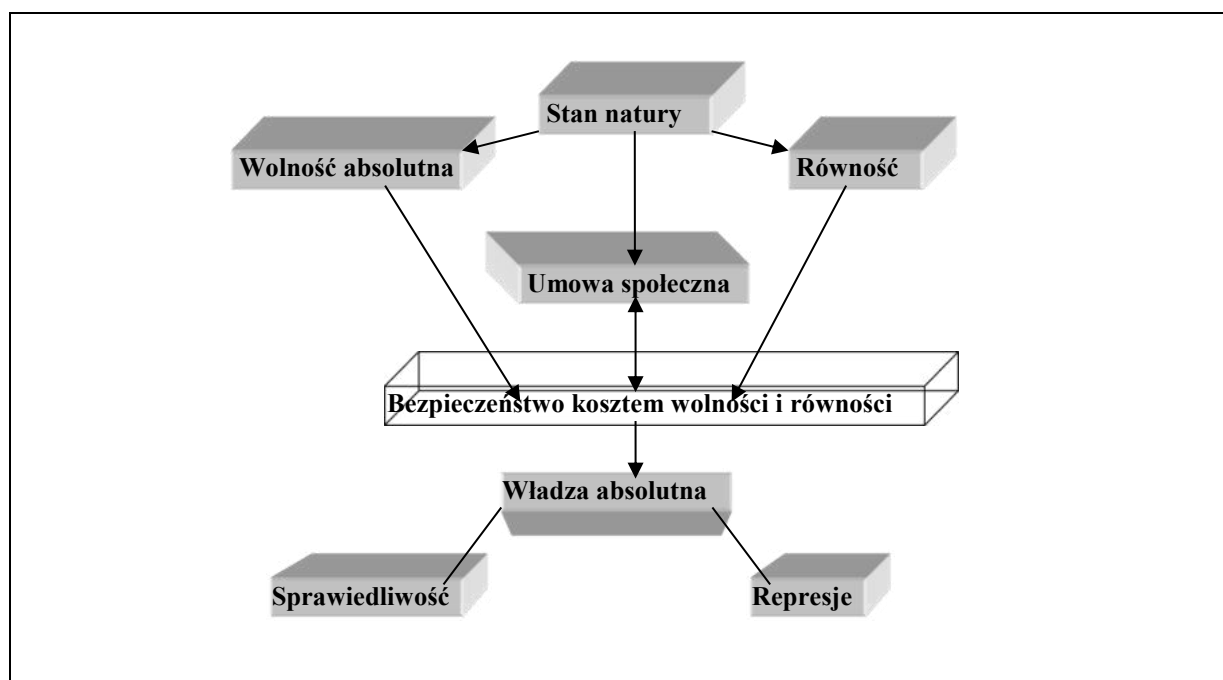 Stan natury
Wolność absolutna
Równość
Umowa społeczna
Bezpieczeństwo kosztem wolności i równości
Władza absolutna
Sprawiedliwość
Represje